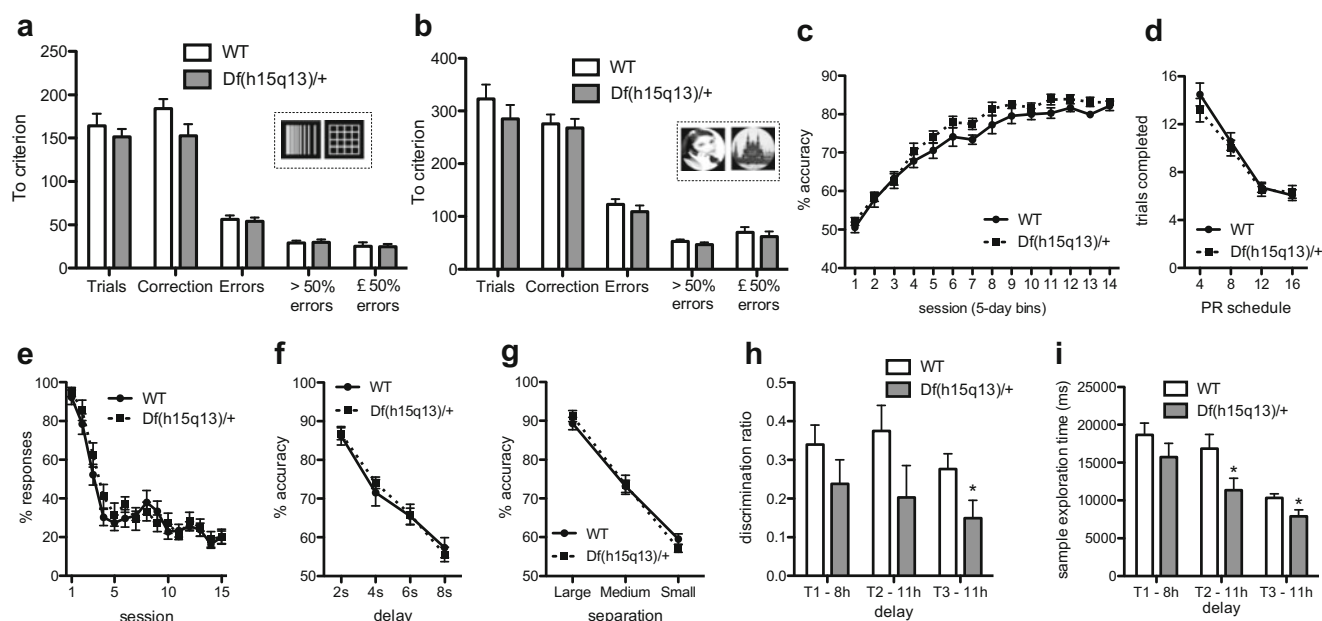 a
WT
Df(h15q13)/+
To criterion
250
200
150
100
50
0
Trials
Correction
Errors
> 50%
errors
£ 50%
errors
b
WT
Df(h15q13)/+
To criterion
400
300
200
100
0
Trials
Correction
Errors
> 50%
errors
£ 50%
errors
c
% accuracy
90
80
70
60
50
40
WT
Df(h15q13)/+
1 2 3 4 5 6 7 8 9 10 11 12 13 14
session (5-day bins)
d
trials completed
16
12
8
4
0
WT
Df(h15q13)/+
4 8 12 16
PR schedule
e
% responses
100
80
60
40
20
0
WT
Df(h15q13)/+
1 5 10 15
session
f
% accuracy
100
90
80
70
60
50
WT
Df(h15q13)/+
2s 4s 6s 8s
delay
g
% accuracy
100
90
80
70
60
50
WT
Df(h15q13)/+
Large Medium Small
separation
h
WT
Df(h15q13)/+
discrimination ratio
0.5
0.4
0.3
0.2
0.1
0.0
*
T1 - 8h T2 - 11h T3 - 11h
delay
i
WT
Df(h15q13)/+
sample exploration time (ms)
25000
20000
15000
10000
5000
0
*
*
T1 - 8h T2 - 11h T3 - 11h
delay